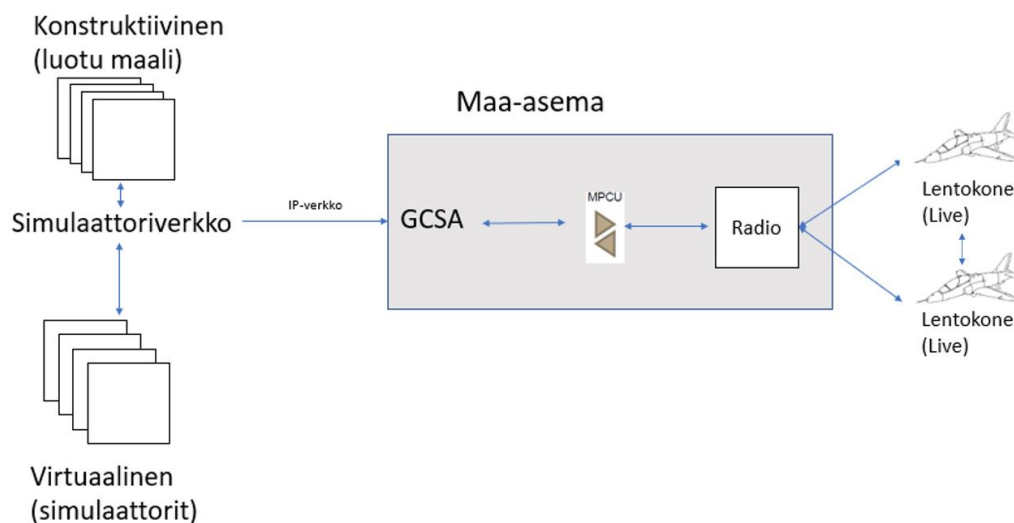 Konstruktiivinen
(luotu maali)
Maa-asema
Simulaattoriverkko
IP-verkko
GCSA
MPCU
Radio
Lentokone
(Live)
Lentokone
(Live)
Virtuaalinen
(simulaattorit)